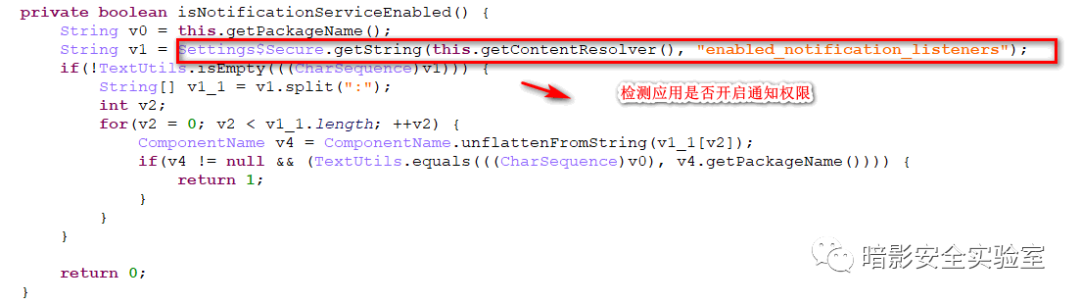 private boolean isNotificationServiceEnabled() {
String v0 = this.getPackageName();
String v1 = Settings$Secure.getString(this.getContentResolver(), "enabled_notification_listeners");
if(!TextUtils.isEmpty(((CharSequence)v1))) {
String[] v1_1 = v1.split(":");
int v2;
检测应用是否开启通知权限
for(v2 = 0; v2 < v1_1.length; ++v2) {
ComponentName v4 = ComponentName.unflattenFromString(v1_1[v2]);
if(v4 != null && (TextUtils.equals(((CharSequence)v0), v4.getPackageName()))) {
return 1;
}
}
}
return 0;
}
暗影安全实验室